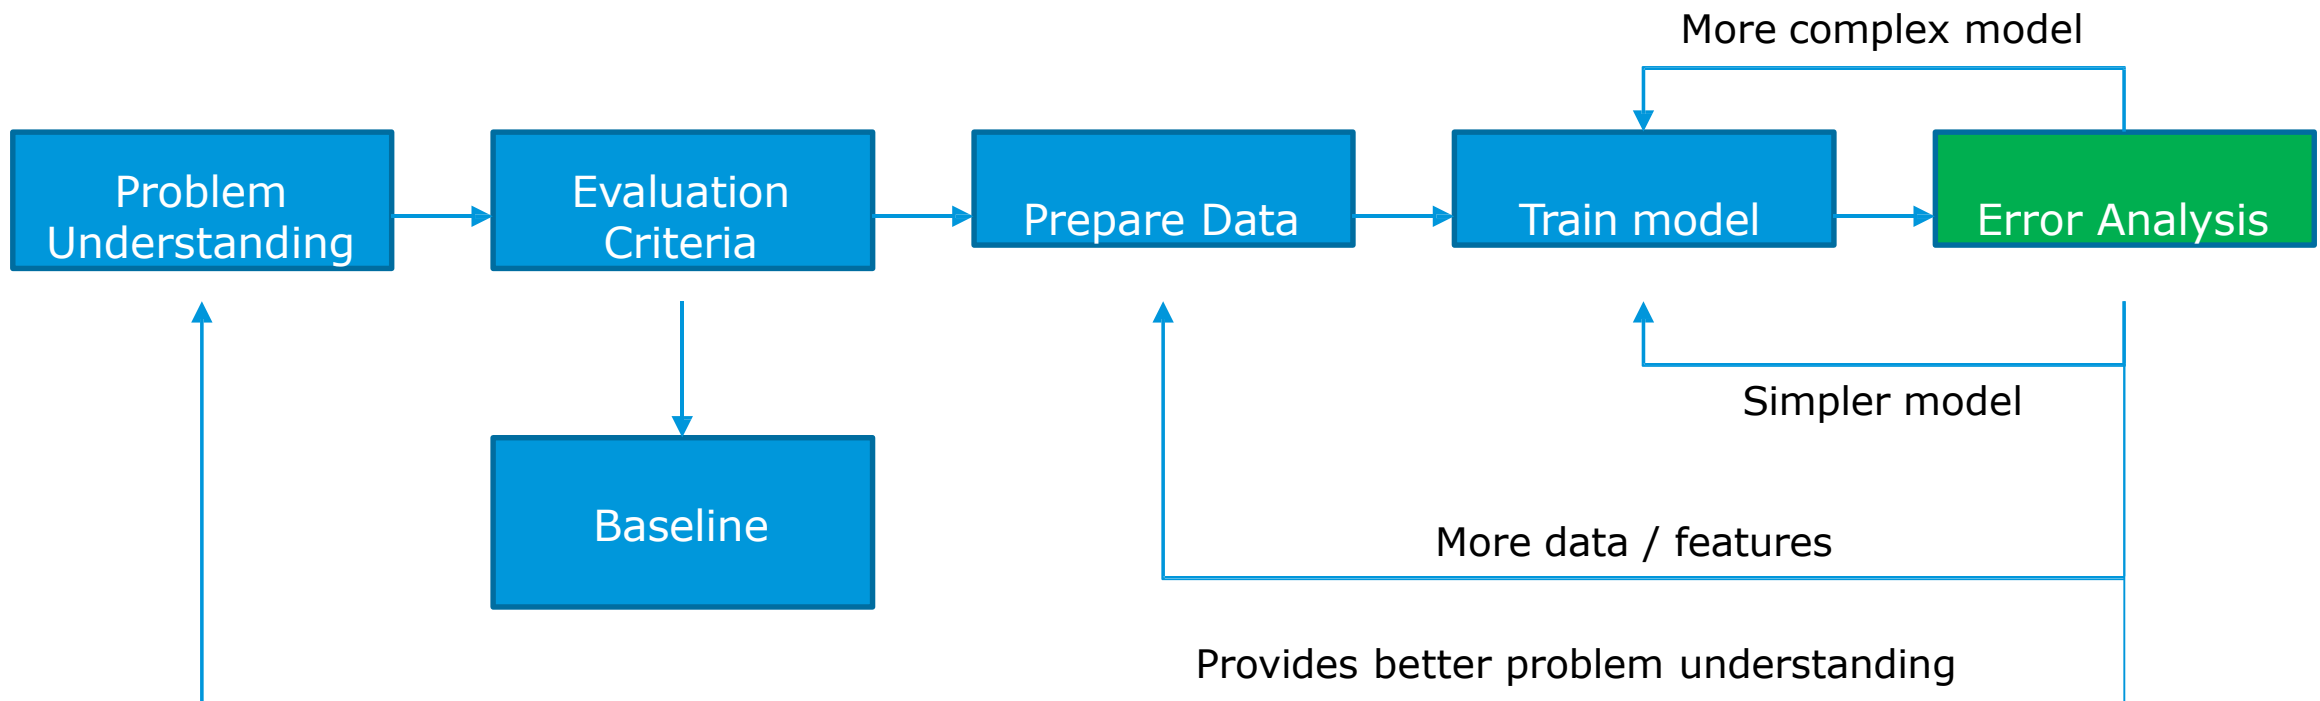 More complex model
Problem
Understanding
Evaluation
Criteria
Prepare Data
Train model
Error Analysis
Simpler model
Baseline
More data / features
Provides better problem understanding